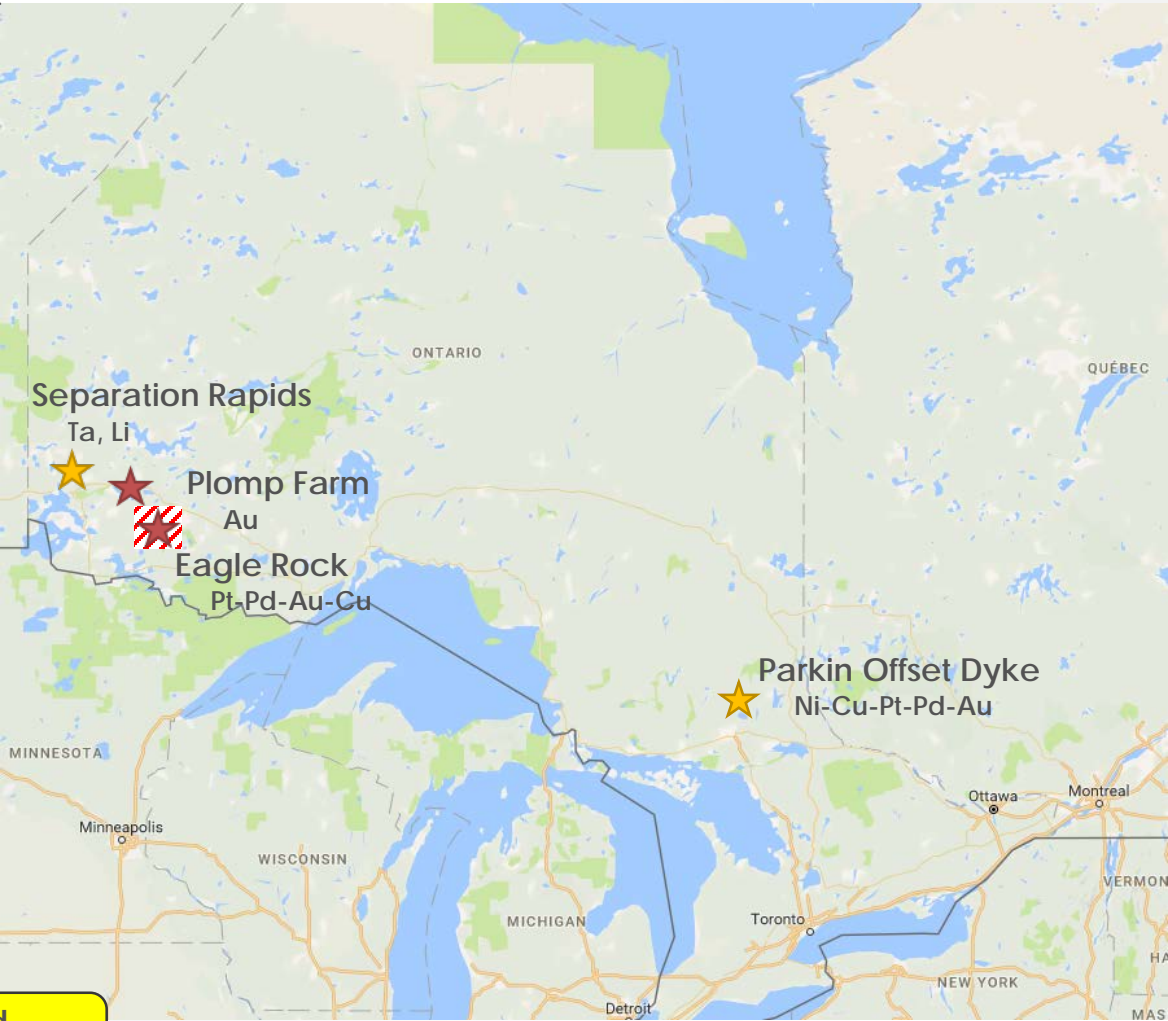 ONTARIO
QUÉBEC
Separation Rapids
Ta, Li
Plomp Farm
Au
Eagle Rock
Pt-Pd-Au-Cu
Parkin Offset Dyke
Ni-Cu-Pt-Pd-Au
MINNESOTA
Ottawa
Montreal
Minneapolis
WISCONSIN
VERMON
MICHIGAN
Toronto
HA
NEW YORK
Detroit
MAS